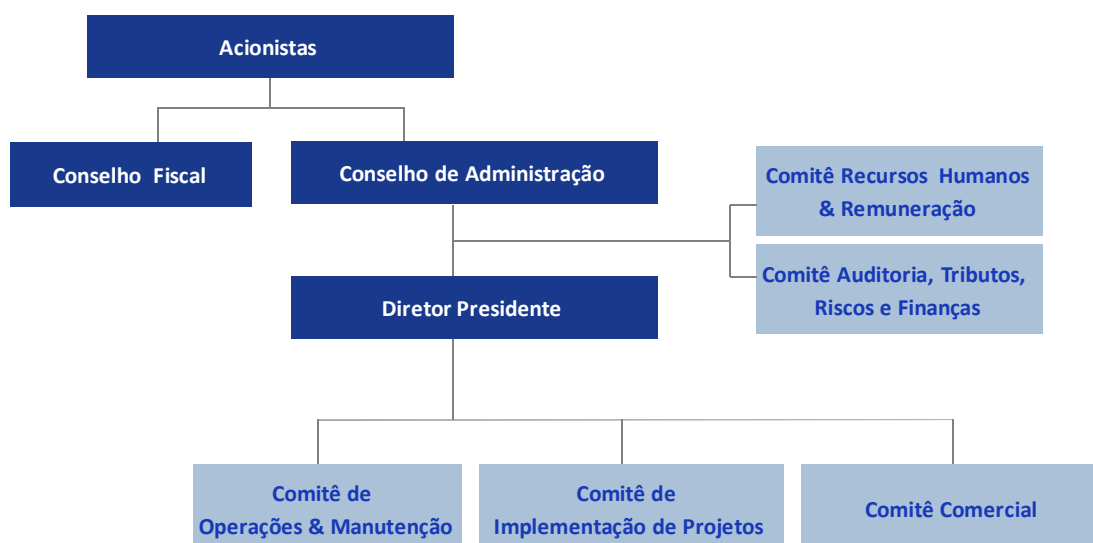 Acionistas
Conselho Fiscal
Conselho de Administração
Comitê Recursos Humanos
& Remuneração
Comitê Auditoria, Tributos,
Riscos e Finanças
Diretor Presidente
Comitê de
Operações & Manutenção
Comitê de
Implementação de Projetos
Comitê Comercial